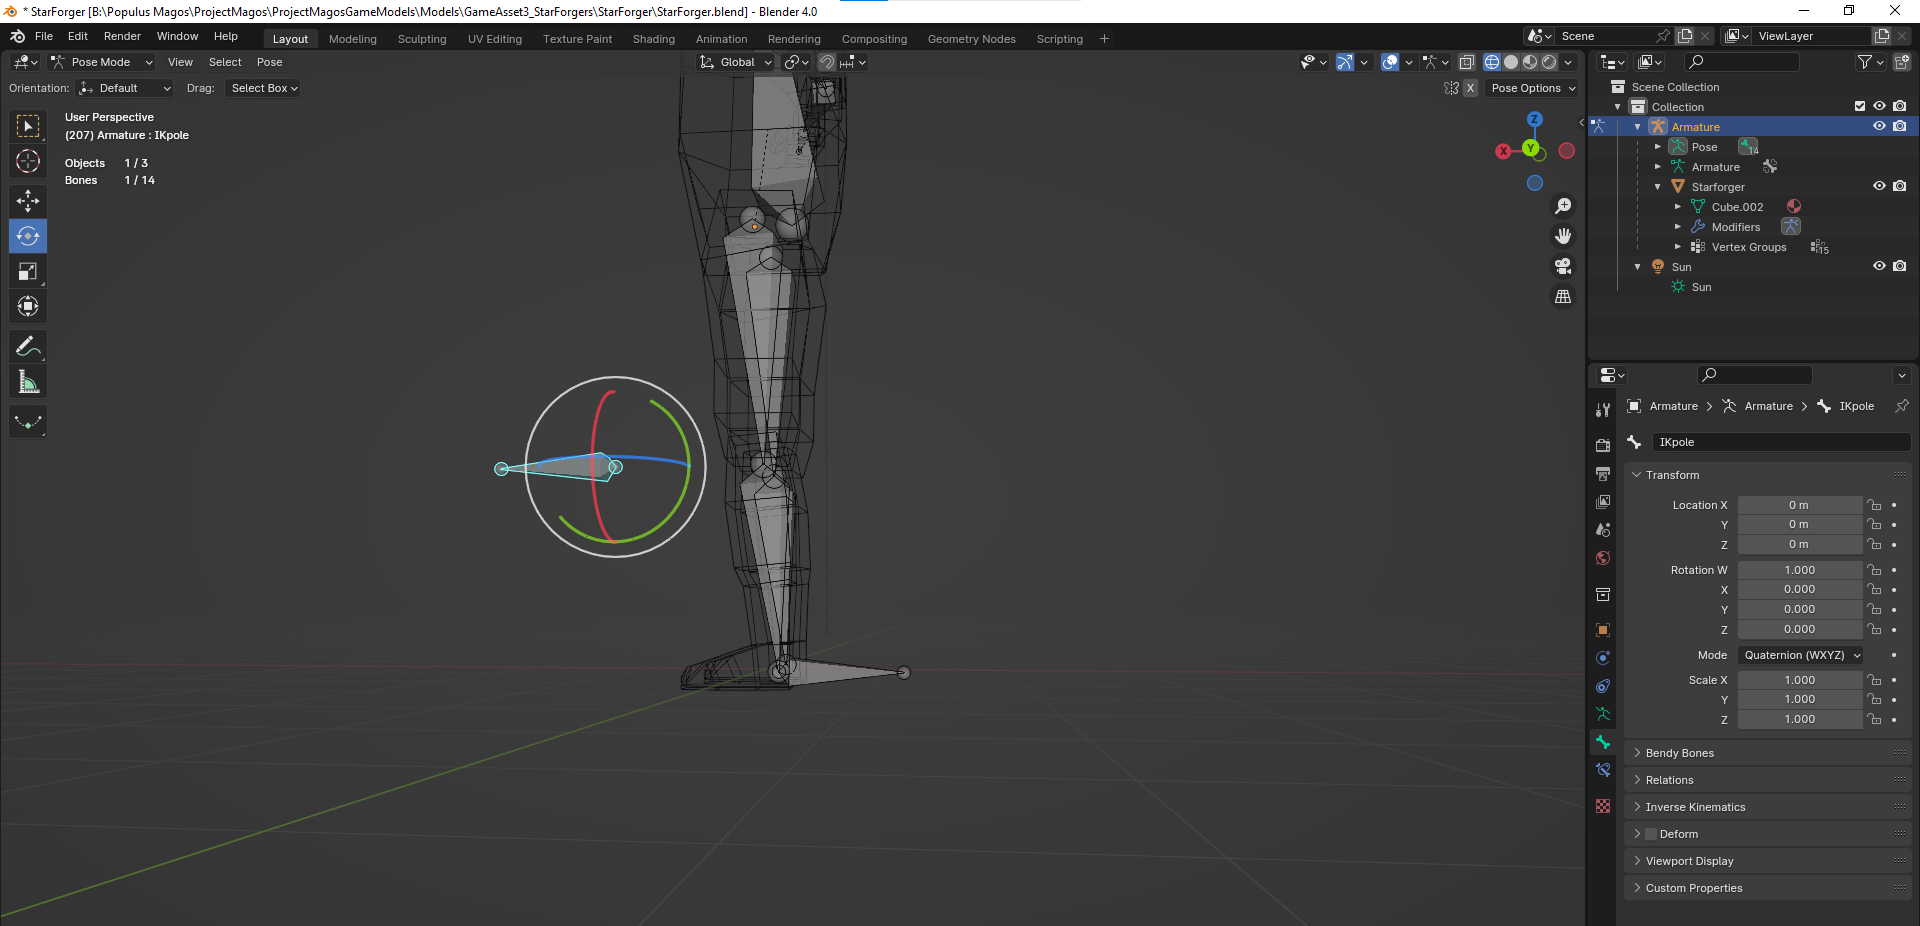 * StarForger [B:\Populus Magos\ProjectMagos\ProjectMagosGameModels\Models\GameAsset3_StarForgers\StarForger\StarForger.blend] - Blender 4.0
File Edit Render Window Help Layout Modeling Sculpting UV Editing Texture Paint Shading Animation Rendering Compositing Geometry Nodes Scripting + Scene ViewLayer
Pose Mode View Select Pose Global
Orientation: Default Drag: Select Box X Pose Options
User Perspective
(207) Armature : IKpole
Objects 1 / 3
Bones 1 / 14
Z
X Y
Scene Collection
Collection
Armature
Pose 14
Armature
Starforger
Cube.002
Modifiers
Vertex Groups 15
Sun
Sun
Armature Armature IKpole
IKpole
Transform
Location X 0 m
Y 0 m
Z 0 m
Rotation W 1.000
X 0.000
Y 0.000
Z 0.000
Mode Quaternion (WXYZ)
Scale X 1.000
Y 1.000
Z 1.000
Bendy Bones
Relations
Inverse Kinematics
Deform
Viewport Display
Custom Properties